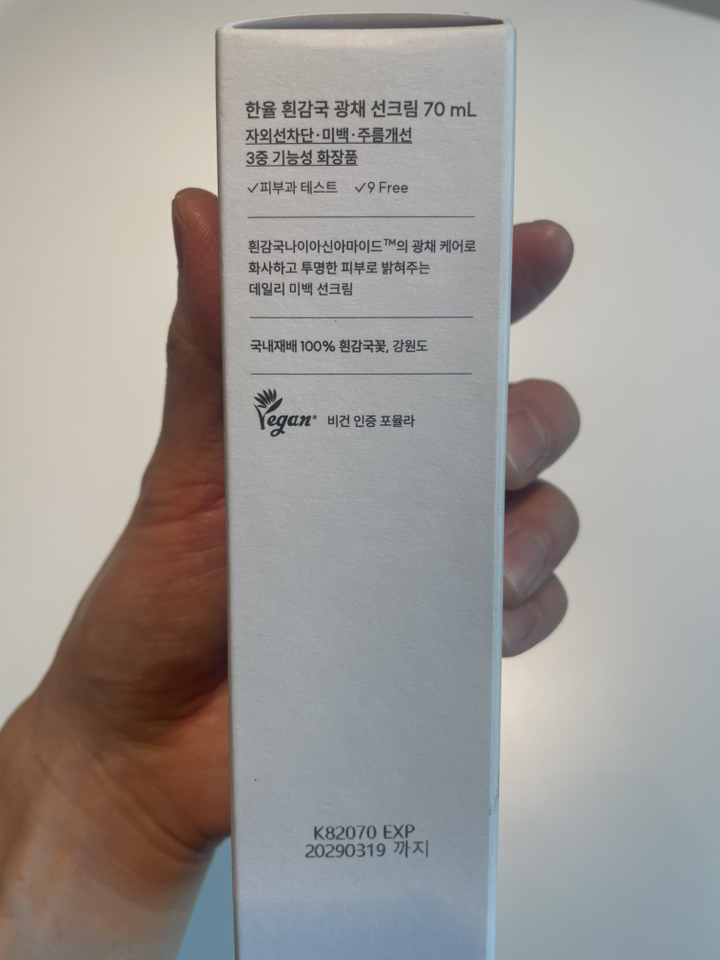 한율 흰감국 광채 선크림 70 mL
자외선차단·미백·주름개선
3중 기능성 화장품
✓피부과 테스트 ✓9 Free
흰감국나이아신아마이드™의 광채 케어로
화사하고 투명한 피부로 밝혀주는
데일리 미백 선크림
국내재배 100% 흰감국꽃, 강원도
Vegan® 비건 인증 포뮬라
K82070 EXP
20290319 까지